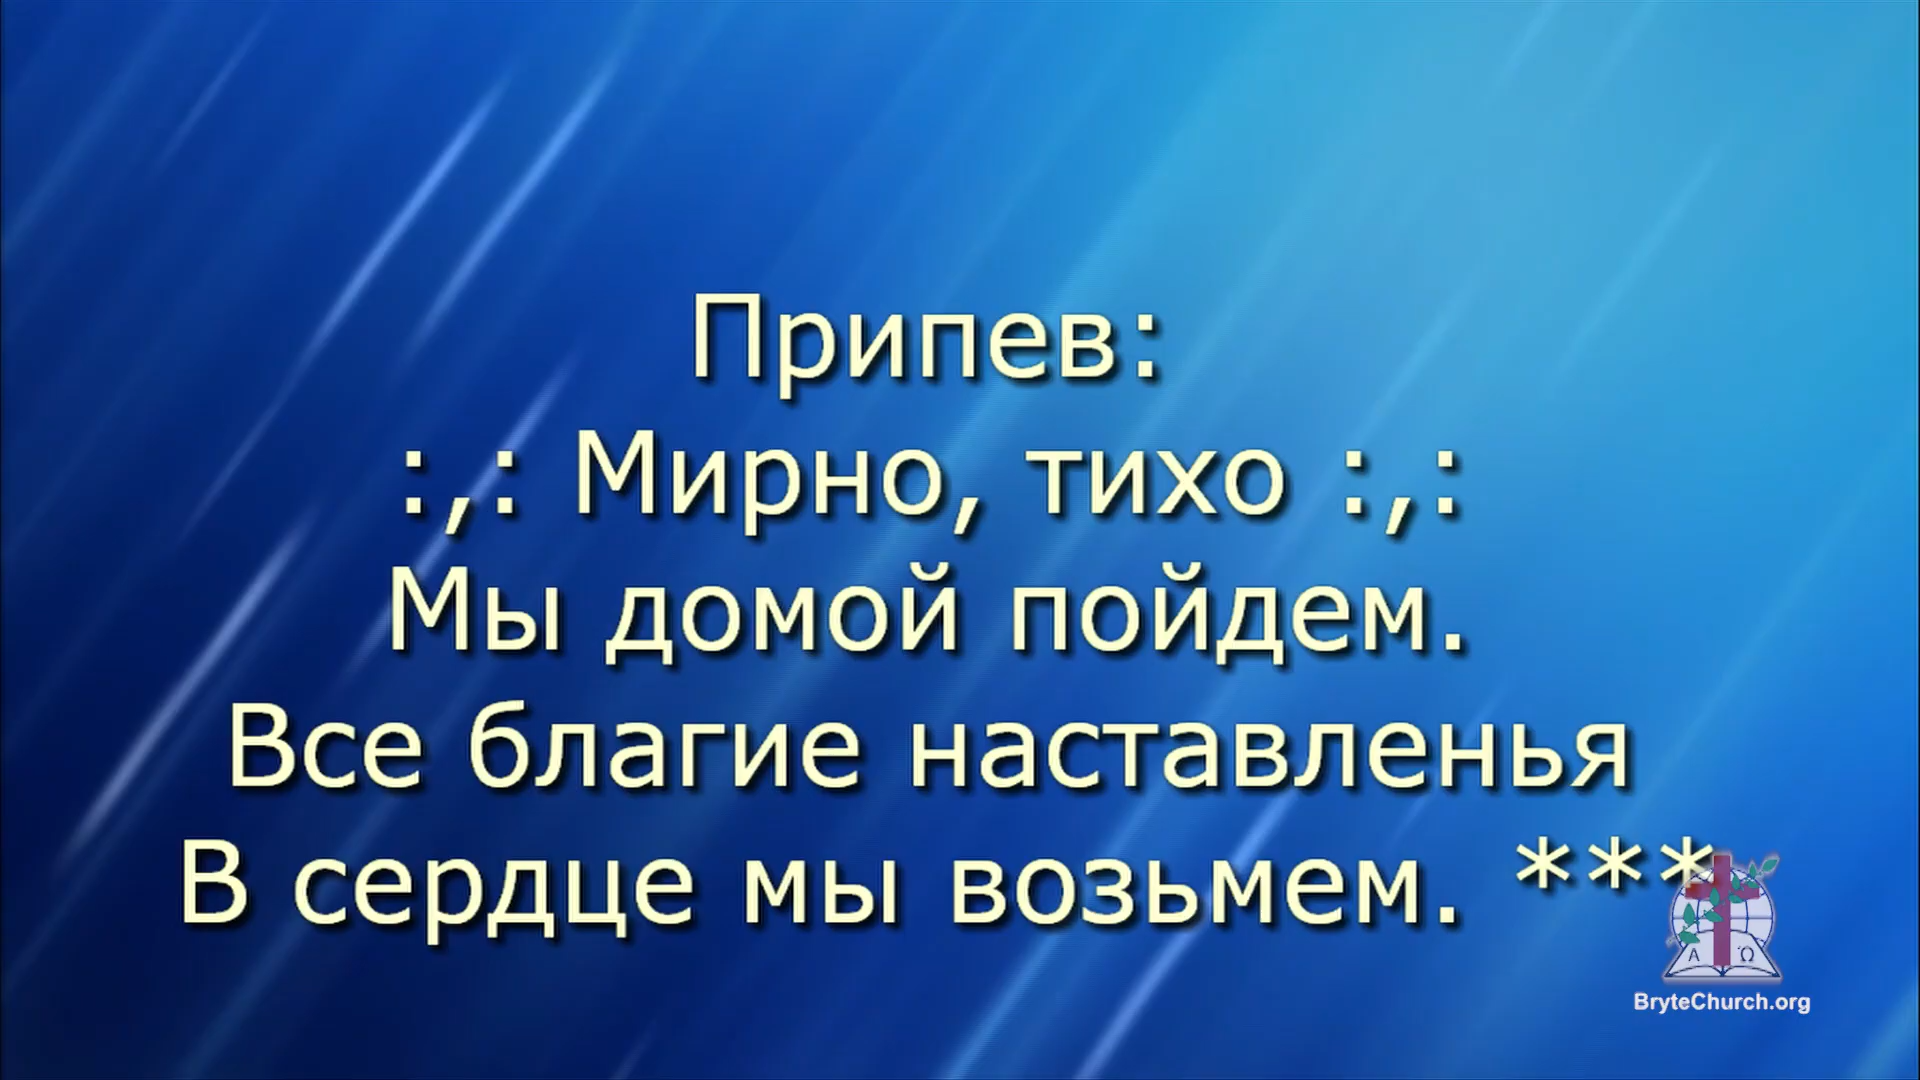 Припев:
:,: Мирно, тихо :,:
Мы домой пойдем.
Все благие наставленья
В сердце мы возьмем. ***
Α Ω
BryteChurch.org